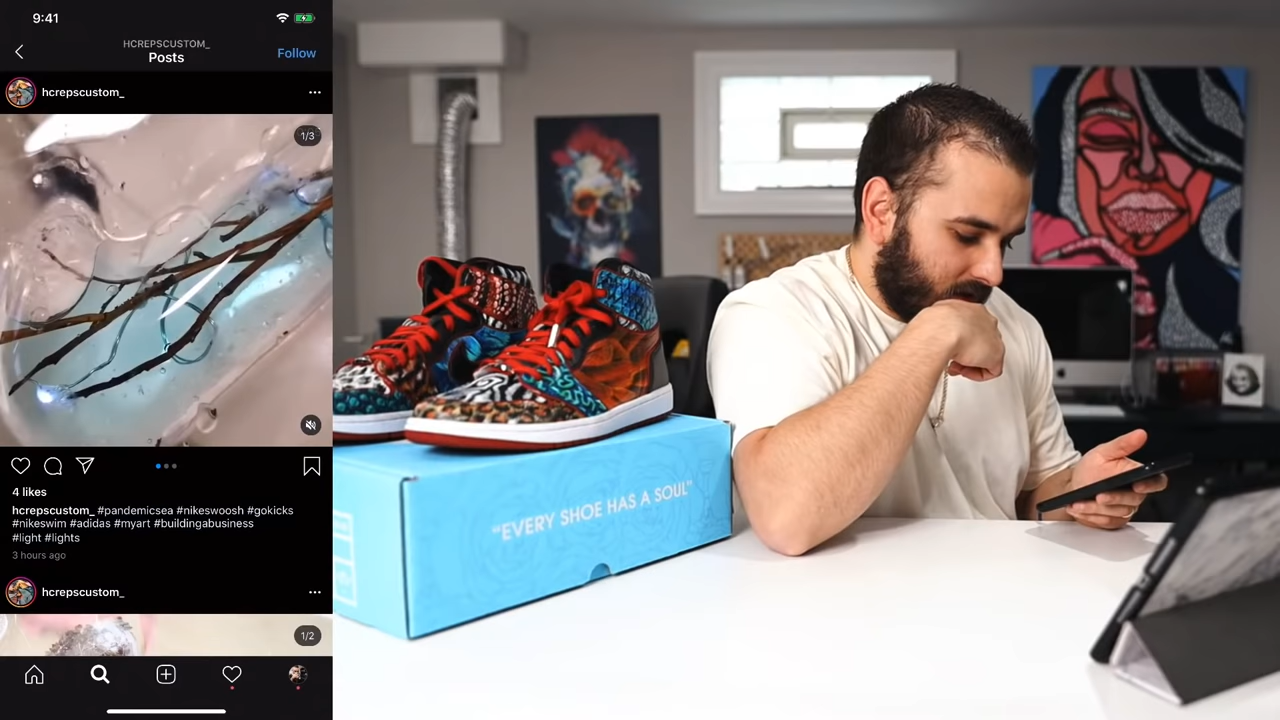 9:41
HCREPSCUSTOM_
Posts
Follow
hcrepscustom_
1/3
4 likes
hcrepscustom_ #pandemicsea #nikeswoosh #gokicks
#nikeswim #adidas #myart #buildingabusiness
#light #lights
3 hours ago
hcrepscustom_
1/2
"EVERY SHOE HAS A SOUL"